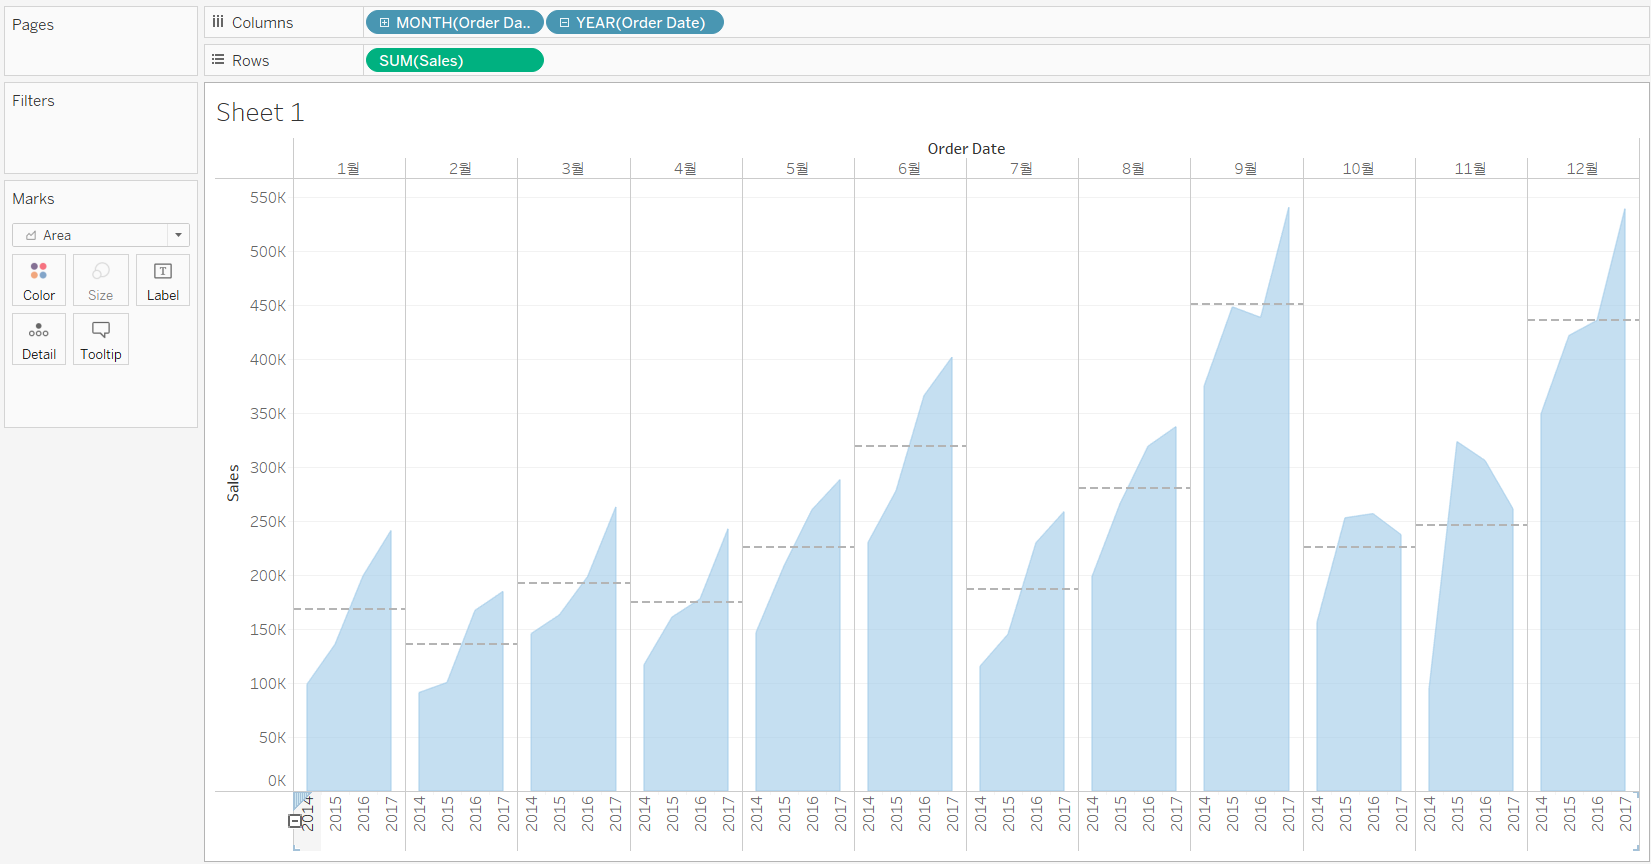 Pages
Columns
MONTH(Order Da..
YEAR(Order Date)
Rows
SUM(Sales)
Filters
Marks
Area
Color
Size
Label
Detail
Tooltip
Sheet 1
Order Date
1월 2월 3월 4월 5월 6월 7월 8월 9월 10월 11월 12월
Sales
550K
500K
450K
400K
350K
300K
250K
200K
150K
100K
50K
0K
2014 2015 2016 2017 2014 2015 2016 2017 2014 2015 2016 2017 2014 2015 2016 2017 2014 2015 2016 2017 2014 2015 2016 2017 2014 2015 2016 2017 2014 2015 2016 2017 2014 2015 2016 2017 2014 2015 2016 2017 2014 2015 2016 2017 2014 2015 2016 2017